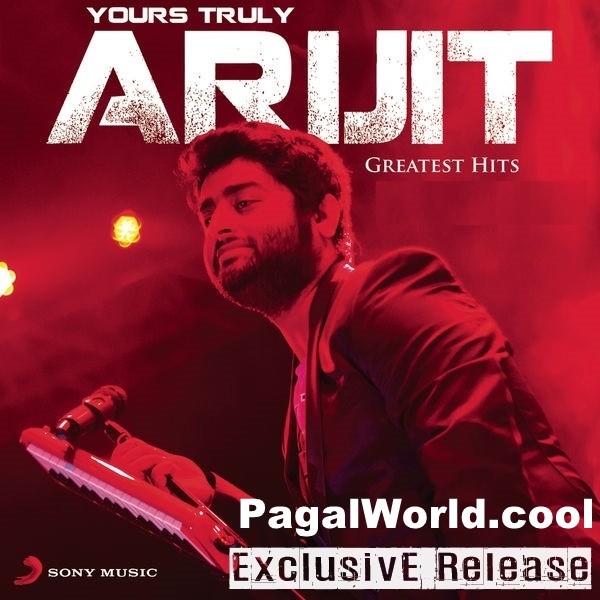 YOURS TRULY
ARIJIT
GREATEST HITS
PagalWorld.cool
ExclusivE Release
SONY MUSIC